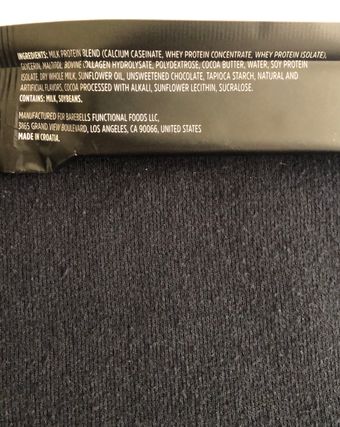 INGREDIENTS: MILK PROTEIN BLEND (CALCIUM CASEINATE, WHEY PROTEIN CONCENTRATE, WHEY PROTEIN ISOLATE),
GLYCERIN, MALTITOL, BOVINE COLLAGEN HYDROLYSATE, POLYDEXTROSE, COCOA BUTTER, WATER, SOY PROTEIN
ISOLATE, DRY WHOLE MILK, SUNFLOWER OIL, UNSWEETENED CHOCOLATE, TAPIOCA STARCH, NATURAL AND
ARTIFICIAL FLAVORS, COCOA PROCESSED WITH ALKALI, SUNFLOWER LECITHIN, SUCRALOSE.
CONTAINS: MILK, SOYBEANS.
MANUFACTURED FOR BAREBELLS FUNCTIONAL FOODS LLC,
3165 GRAND VIEW BOULEVARD, LOS ANGELES, CA 90066, UNITED STATES
MADE IN CROATIA.